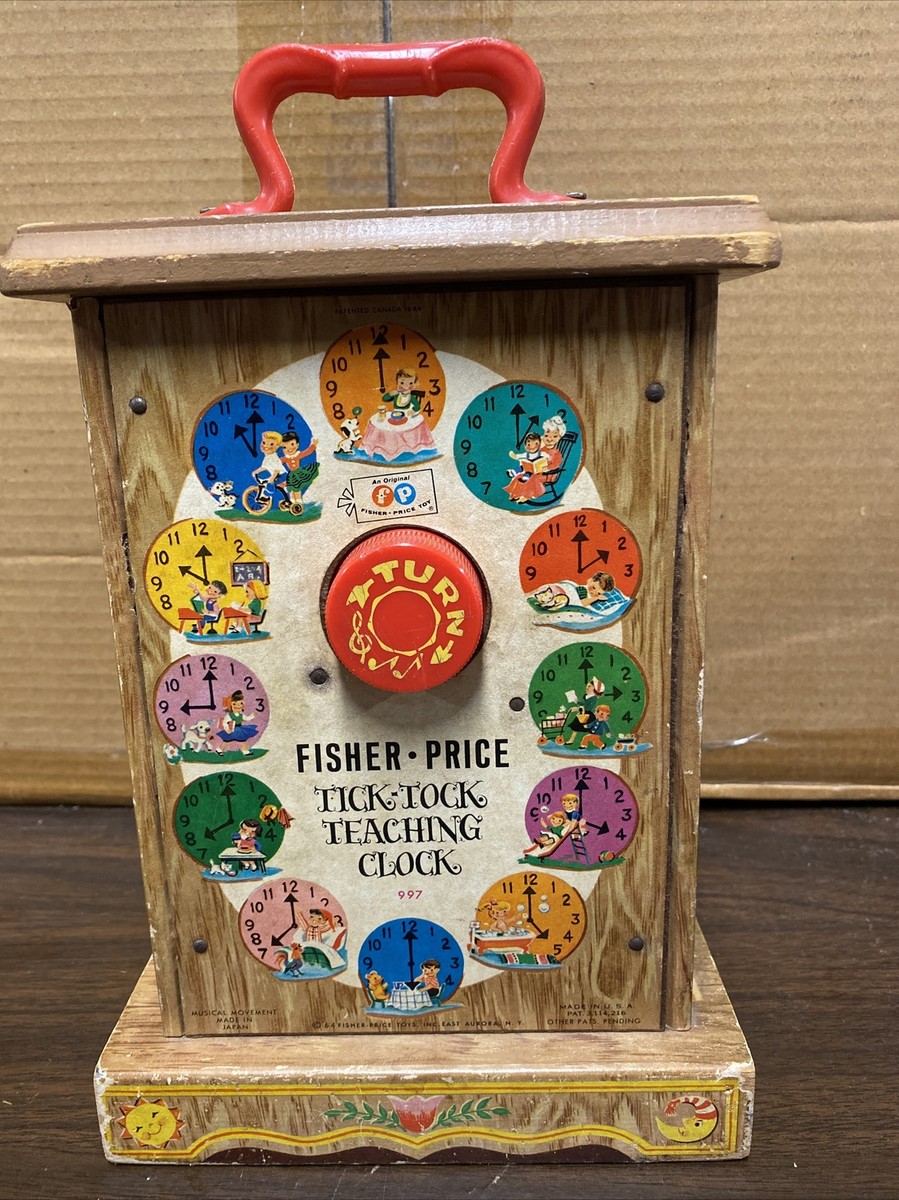 PATENTED CANADA 1964
An Original
fp
FISHER-PRICE TOY ®
TURN
FISHER·PRICE
TICK-TOCK
TEACHING
CLOCK
997
MUSICAL MOVEMENT
MADE IN
JAPAN
© 64 FISHER-PRICE TOYS, INC. EAST AURORA, N.Y.
MADE IN U.S.A
PAT. 3,114,216
OTHER PATS. PENDING